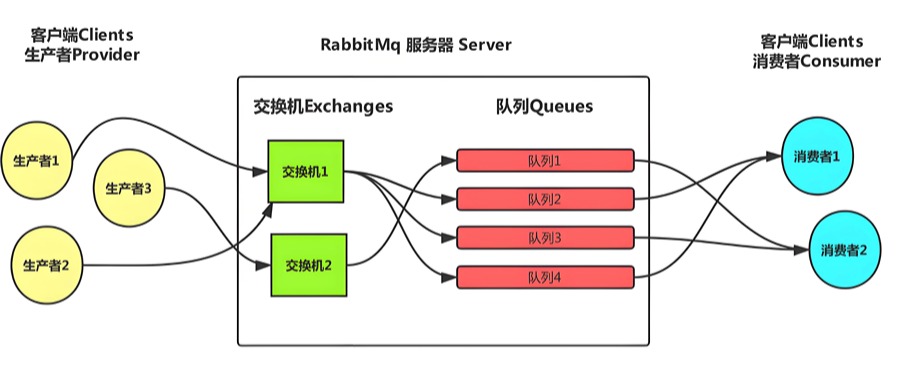 客户端Clients
生产者Provider
RabbitMq 服务器 Server
客户端Clients
消费者Consumer
交换机Exchanges
队列Queues
生产者1
生产者3
生产者2
交换机1
交换机2
队列1
队列2
队列3
队列4
消费者1
消费者2